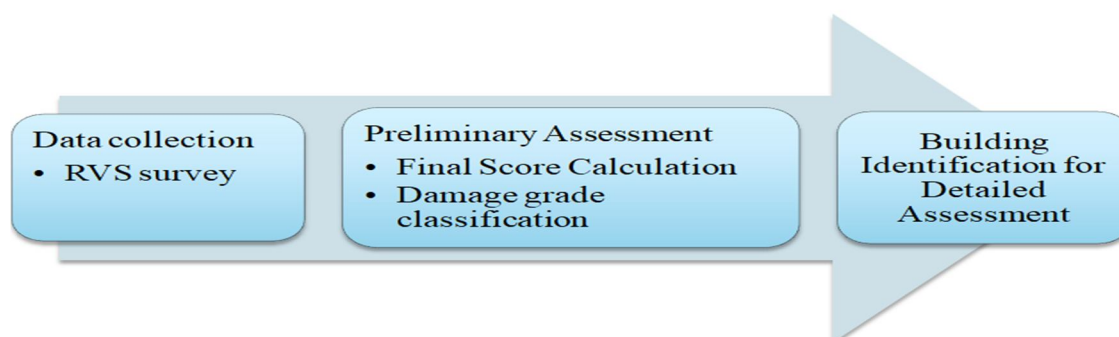 Data collection
• RVS survey
Preliminary Assessment
• Final Score Calculation
• Damage grade
classification
Building
Identification for
Detailed
Assessment